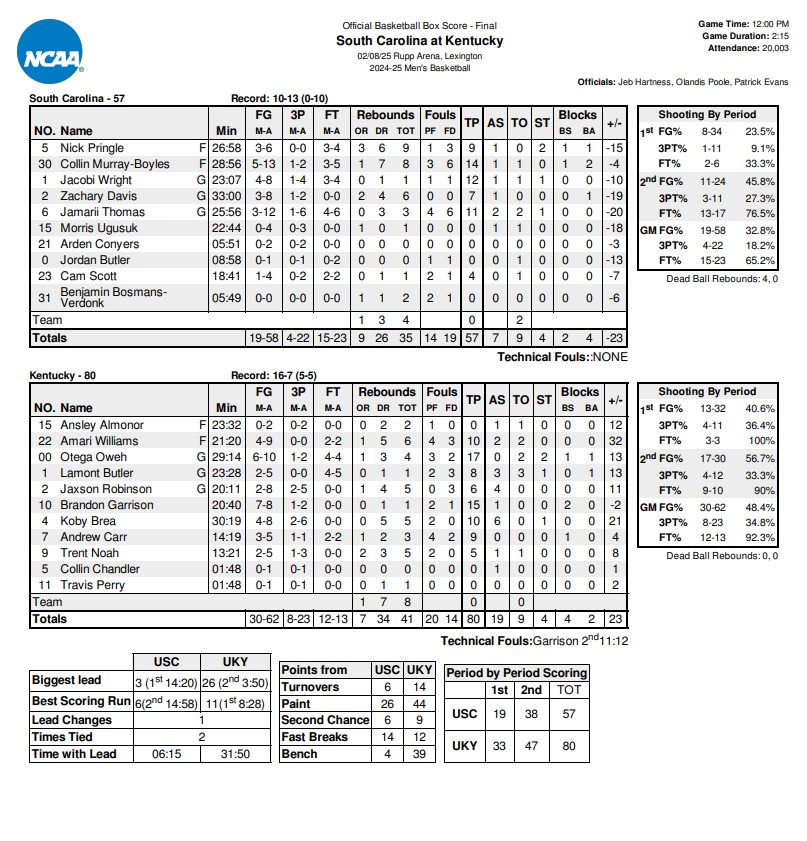 NCAA
Official Basketball Box Score - Final
South Carolina at Kentucky
02/08/25 Rupp Arena, Lexington
2024-25 Men's Basketball
Game Time: 12:00 PM
Game Duration: 2:15
Attendance: 20,003
Officials: Jeb Hartness, Olandis Poole, Patrick Evans
South Carolina - 57 Record: 10-13 (0-10)
FG 3P FT Rebounds Fouls TP AS TO ST Blocks +/-
NO. Name Min M-A M-A M-A OR DR TOT PF FD BS BA
5 Nick Pringle F 26:58 3-6 0-0 3-4 3 6 9 1 3 9 1 0 2 1 1 -15
30 Collin Murray-Boyles F 28:56 5-13 1-2 3-5 1 7 8 3 6 14 1 1 0 1 2 -4
1 Jacobi Wright G 23:07 4-8 1-4 3-4 0 1 1 1 1 12 1 1 1 0 0 -10
2 Zachary Davis G 33:00 3-8 1-2 0-0 2 4 6 0 0 7 1 0 0 0 1 -19
6 Jamarii Thomas G 25:56 3-12 1-6 4-6 0 3 3 4 6 11 2 2 1 0 0 -20
15 Morris Ugusuk 22:44 0-4 0-3 0-0 1 0 1 0 0 0 1 1 0 0 0 -18
21 Arden Conyers 05:51 0-2 0-2 0-0 0 0 0 0 0 0 0 0 0 0 0 -3
0 Jordan Butler 08:58 0-1 0-1 0-2 0 0 0 1 1 0 0 1 0 0 0 -13
23 Cam Scott 18:41 1-4 0-2 2-2 0 1 1 2 1 4 0 1 0 0 0 -7
31 Benjamin Bosmans-
Verdonk 05:49 0-0 0-0 0-0 1 1 2 2 1 0 0 0 0 0 0 -6
Team 1 3 4 0 2
Totals 19-58 4-22 15-23 9 26 35 14 19 57 7 9 4 2 4 -23
Technical Fouls::NONE
Shooting By Period
1st FG% 8-34 23.5%
3PT% 1-11 9.1%
FT% 2-6 33.3%
2nd FG% 11-24 45.8%
3PT% 3-11 27.3%
FT% 13-17 76.5%
GM FG% 19-58 32.8%
3PT% 4-22 18.2%
FT% 15-23 65.2%
Dead Ball Rebounds: 4, 0
Kentucky - 80 Record: 16-7 (5-5)
FG 3P FT Rebounds Fouls TP AS TO ST Blocks +/-
NO. Name Min M-A M-A M-A OR DR TOT PF FD BS BA
15 Ansley Almonor F 23:32 0-2 0-2 0-0 0 2 2 1 0 0 1 1 0 0 0 12
22 Amari Williams F 21:20 4-9 0-0 2-2 1 5 6 4 3 10 2 2 0 0 0 32
00 Otega Oweh G 29:14 6-10 1-2 4-4 1 3 4 3 4 17 0 2 2 1 1 13
1 Lamont Butler G 23:28 2-5 0-0 4-5 0 1 1 2 2 8 3 3 1 0 1 13
2 Jaxson Robinson G 20:11 2-8 2-5 0-0 1 4 5 0 3 6 4 0 0 0 0 11
10 Brandon Garrison 20:40 7-8 1-2 0-0 0 1 1 2 1 15 1 0 0 2 0 -2
4 Koby Brea 30:19 4-8 2-6 0-0 0 5 5 2 0 10 6 0 1 0 0 21
7 Andrew Carr 14:19 3-5 1-1 2-2 1 2 3 4 2 9 0 0 0 1 0 4
9 Trent Noah 13:21 2-5 1-3 0-0 2 3 5 2 0 5 1 1 0 0 0 8
5 Collin Chandler 01:48 0-1 0-1 0-0 0 0 0 0 0 0 0 0 0 0 0 1
11 Travis Perry 01:48 0-1 0-1 0-0 0 1 1 0 0 0 1 0 0 0 0 2
Team 1 7 8 0 0
Totals 30-62 8-23 12-13 7 34 41 20 14 80 19 9 4 4 2 23
Technical Fouls:Garrison 2nd11:12
Shooting By Period
1st FG% 13-32 40.6%
3PT% 4-11 36.4%
FT% 3-3 100%
2nd FG% 17-30 56.7%
3PT% 4-12 33.3%
FT% 9-10 90%
GM FG% 30-62 48.4%
3PT% 8-23 34.8%
FT% 12-13 92.3%
Dead Ball Rebounds: 0, 0
USC UKY
Biggest lead 3 (1st 14:20) 26 (2nd 3:50)
Best Scoring Run 6(2nd 14:58) 11(1st 8:28)
Lead Changes 1
Times Tied 2
Time with Lead 06:15 31:50
Points from USC UKY
Turnovers 6 14
Paint 26 44
Second Chance 6 9
Fast Breaks 14 12
Bench 4 39
Period by Period Scoring
1st 2nd TOT
USC 19 38 57
UKY 33 47 80